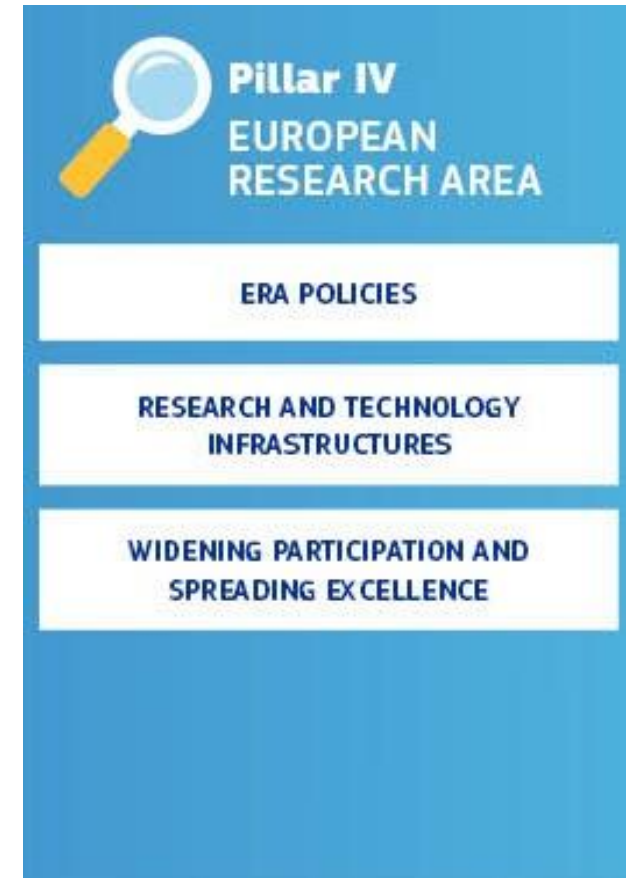 Pillar IV
EUROPEAN
RESEARCH AREA
ERA POLICIES
RESEARCH AND TECHNOLOGY
INFRASTRUCTURES
WIDENING PARTICIPATION AND
SPREADING EXCELLENCE